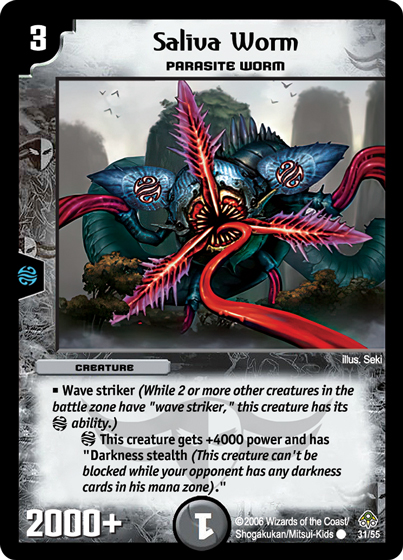 3
Saliva Worm
PARASITE WORM
Illus. Seki
CREATURE
▪ Wave striker (While 2 or more other creatures in the
battle zone have "wave striker," this creature has its
ability.)
This creature gets +4000 power and has
"Darkness stealth (This creature can't be
blocked while your opponent has any darkness
cards in his mana zone)."
2000+
1
©2006 Wizards of the Coast/
Shogakukan/Mitsui-Kids
31/55